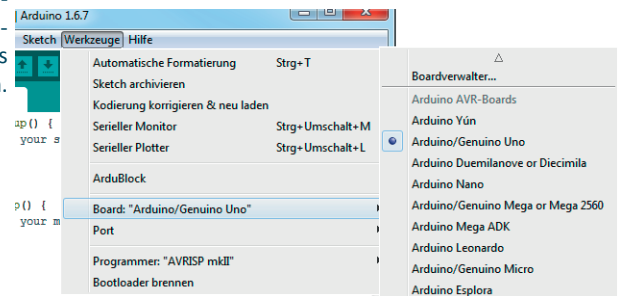 Arduino 1.6.7
Sketch Werkzeuge Hilfe
Automatische Formatierung Strg+T
Sketch archivieren
Kodierung korrigieren & neu laden
Serieller Monitor Strg+Umschalt+M
Serieller Plotter Strg+Umschalt+L
ArduBlock
Board: "Arduino/Genuino Uno"
Port
Programmer: "AVRISP mkII"
Bootloader brennen
Boardverwalter...
Arduino AVR-Boards
Arduino Yún
Arduino/Genuino Uno
Arduino Duemilanove or Diecimila
Arduino Nano
Arduino/Genuino Mega or Mega 2560
Arduino Mega ADK
Arduino Leonardo
Arduino/Genuino Micro
Arduino Esplora
up() {
your s
p() {
your m